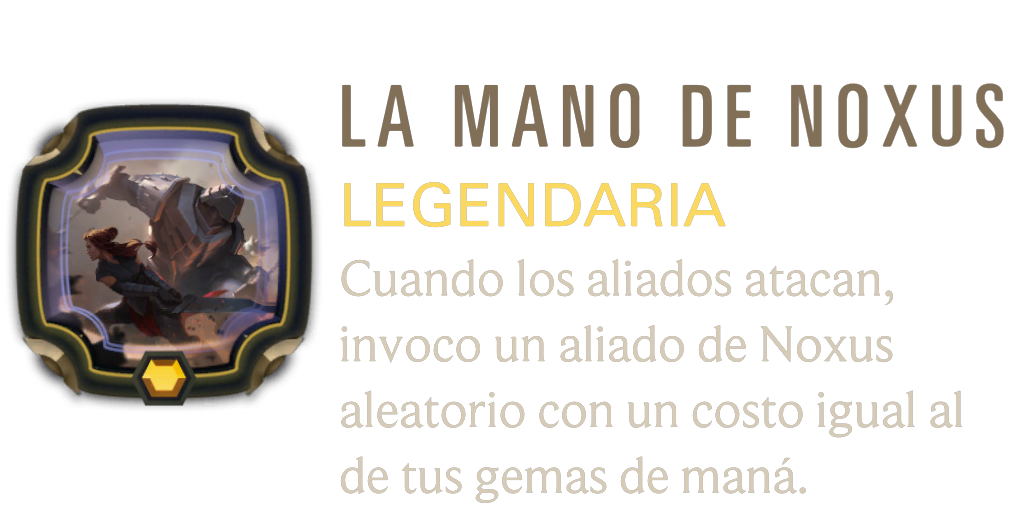 LA MANO DE NOXUS
LEGENDARIA
Cuando los aliados atacan,
invoco un aliado de Noxus
aleatorio con un costo igual al
de tus gemas de maná.